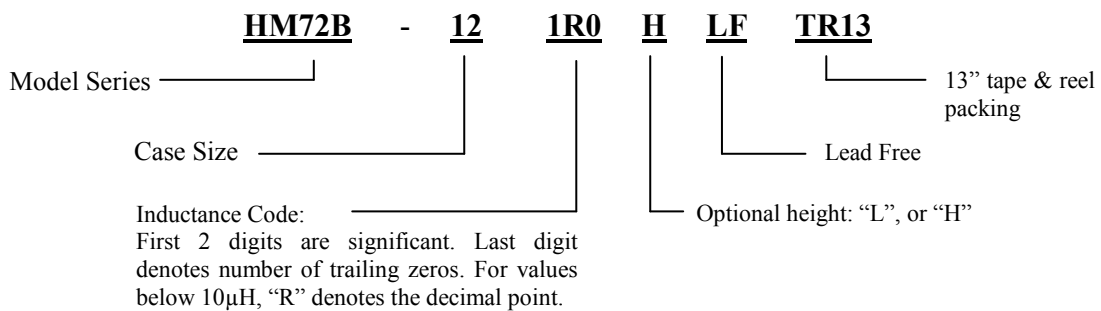 HM72B - 12 1R0 H LF TR13
Model Series
13” tape & reel
packing
Case Size
Lead Free
Inductance Code:
Optional height: “L”, or “H”
First 2 digits are significant. Last digit
denotes number of trailing zeros. For values
below 10µH, “R” denotes the decimal point.